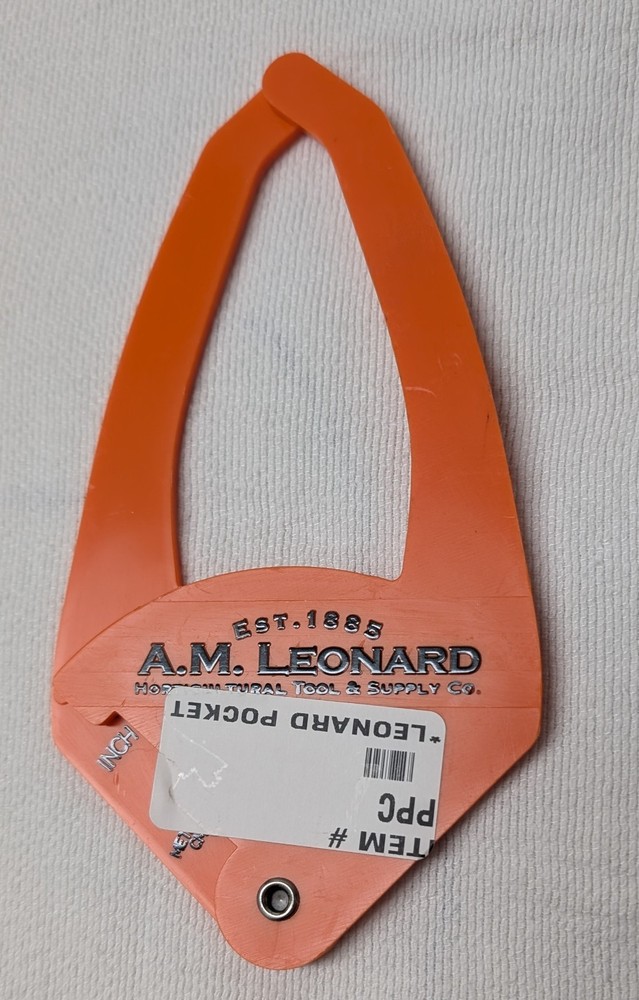 EST. 1885
A.M. LEONARD
HORTICULTURAL TOOL & SUPPLY CO.
INCH
ITEM #
PPC
*LEONARD POCKET